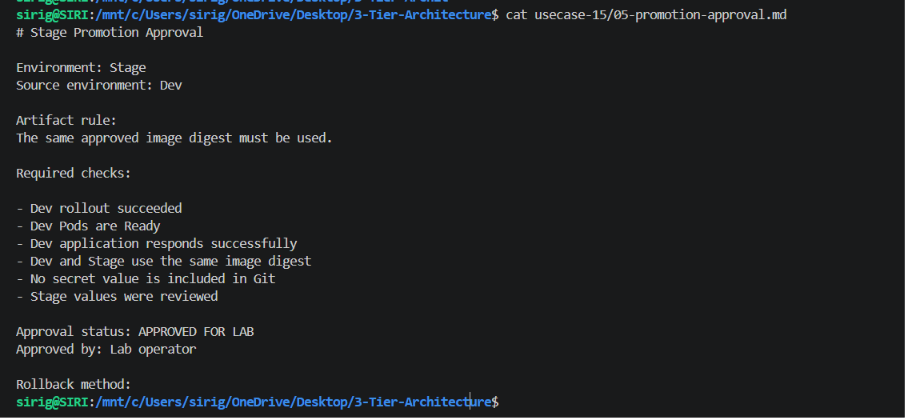 sirig@SIRI:/mnt/c/Users/sirig/OneDrive/Desktop/3-Tier-Architecture$ cat usecase-15/05-promotion-approval.md
# Stage Promotion Approval
Environment: Stage
Source environment: Dev
Artifact rule:
The same approved image digest must be used.
Required checks:
- Dev rollout succeeded
- Dev Pods are Ready
- Dev application responds successfully
- Dev and Stage use the same image digest
- No secret value is included in Git
- Stage values were reviewed
Approval status: APPROVED FOR LAB
Approved by: Lab operator
Rollback method:
sirig@SIRI:/mnt/c/Users/sirig/OneDrive/Desktop/3-Tier-Architecture$